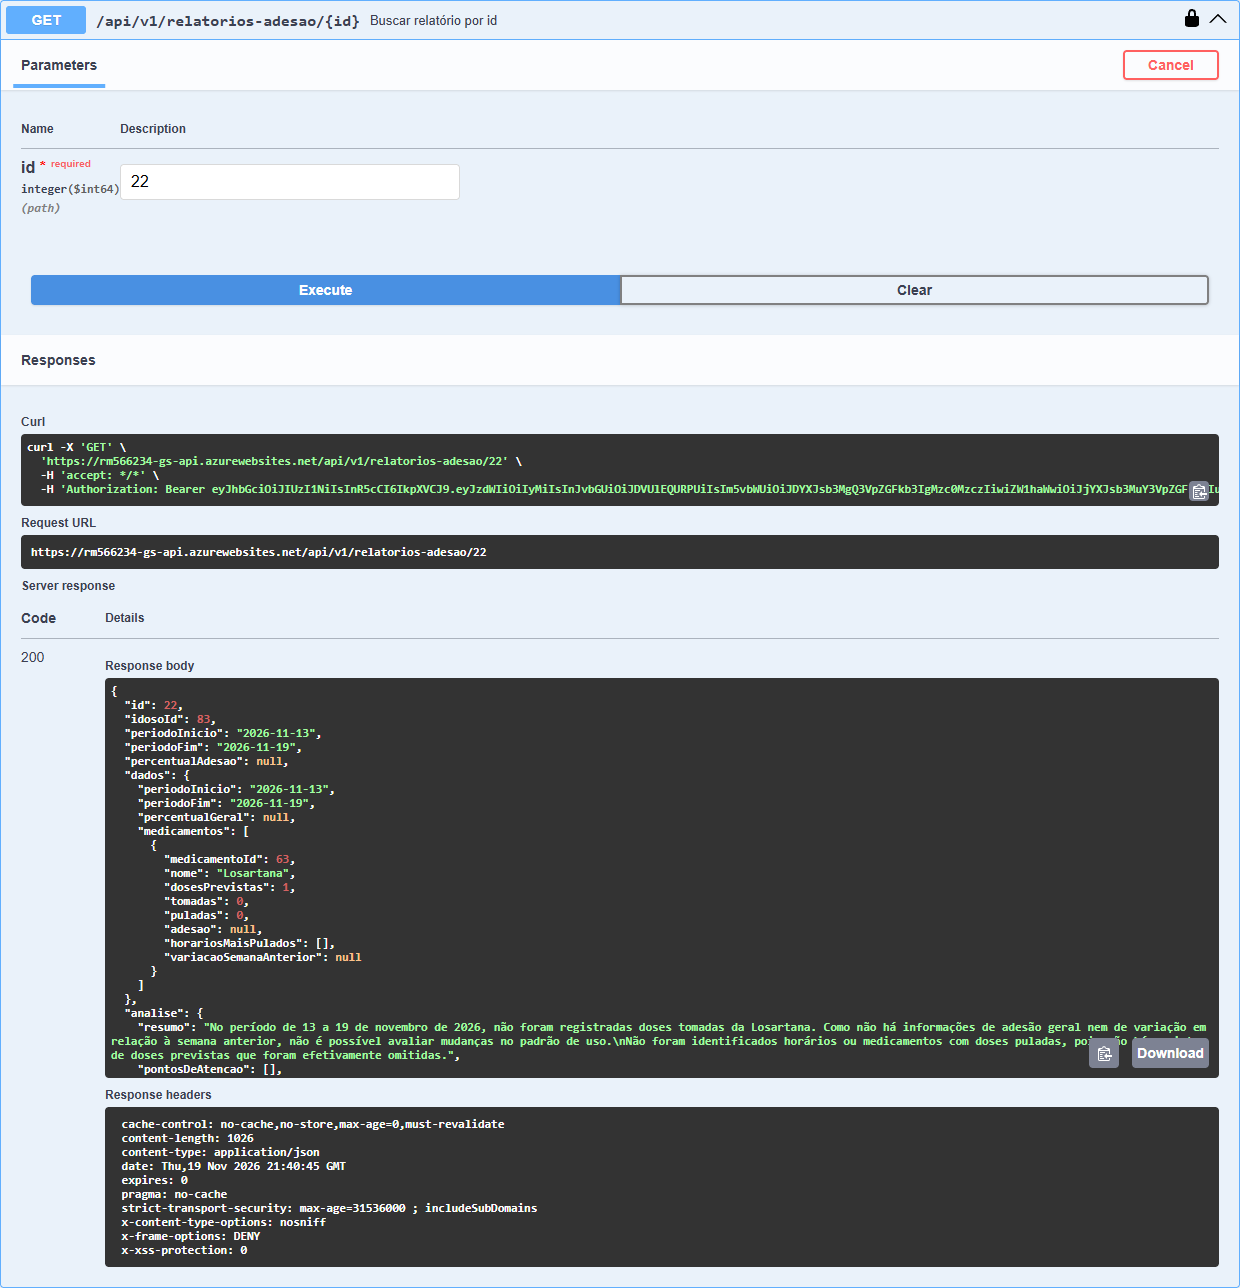 GET /api/v1/relatorios-adesao/{id} Buscar relatório por id
Parameters
Cancel
Name Description
id * required
integer($int64)
(path)
22
Execute Clear
Responses
Curl
curl -X 'GET' \
'https://rm566234-gs-api.azurewebsites.net/api/v1/relatorios-adesao/22' \
-H 'accept: */*' \
-H 'Authorization: Bearer
Request URL
https://rm566234-gs-api.azurewebsites.net/api/v1/relatorios-adesao/22
Server response
Code Details
200
Response body
{
"id": 22,
"idosoId": 83,
"periodoInicio": "2026-11-13",
"periodoFim": "2026-11-19",
"percentualAdesao": null,
"dados": {
"periodoInicio": "2026-11-13",
"periodoFim": "2026-11-19",
"percentualGeral": null,
"medicamentos": [
{
"medicamentoId": 63,
"nome": "Losartana",
"dosesPrevistas": 1,
"tomadas": 0,
"puladas": 0,
"adesao": null,
"horariosMaisPulados": [],
"variacaoSemanaAnterior": null
}
]
},
"analise": {
"resumo": "No período de 13 a 19 de novembro de 2026, não foram registradas doses tomadas da Losartana. Como não há informações de adesão geral nem de variação em
relação à semana anterior, não é possível avaliar mudanças no padrão de uso.\nNão foram identificados horários ou medicamentos com doses puladas,
de doses previstas que foram efetivamente omitidas.",
"pontosDeAtencao": [],
Download
Response headers
cache-control: no-cache,no-store,max-age=0,must-revalidate
content-length: 1026
content-type: application/json
date: Thu,19 Nov 2026 21:40:45 GMT
expires: 0
pragma: no-cache
strict-transport-security: max-age=31536000 ; includeSubDomains
x-content-type-options: nosniff
x-frame-options: DENY
x-xss-protection: 0